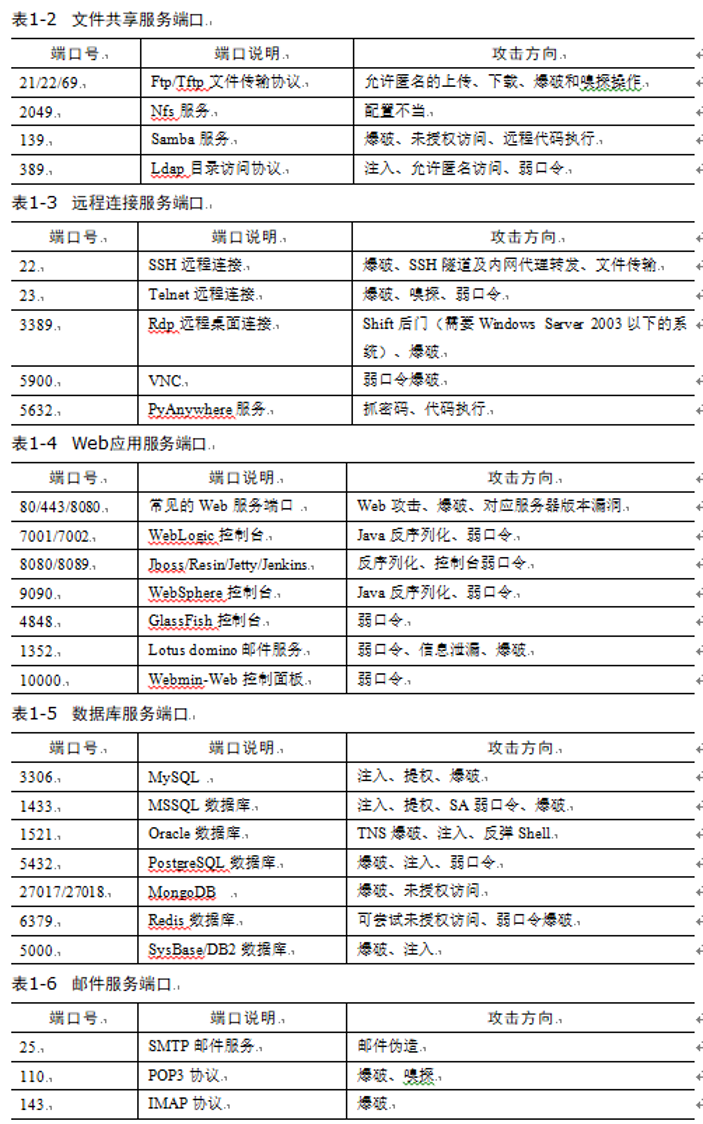 表1-2 文件共享服务端口
端口号 端口说明 攻击方向
21/22/69 Ftp/Tftp 文件传输协议 允许匿名的上传、下载、爆破和嗅探操作
2049 Nfs 服务 配置不当
139 Samba 服务 爆破、未授权访问、远程代码执行
389 Ldap 目录访问协议 注入、允许匿名访问、弱口令
表1-3 远程连接服务端口
端口号 端口说明 攻击方向
22 SSH 远程连接 爆破、SSH 隧道及内网代理转发、文件传输
23 Telnet 远程连接 爆破、嗅探、弱口令
3389 Rdp 远程桌面连接 Shift 后门（需要 Windows Server 2003 以下的系
统）、爆破
5900 VNC 弱口令爆破
5632 PyAnywhere 服务 抓密码、代码执行
表1-4 Web应用服务端口
端口号 端口说明 攻击方向
80/443/8080 常见的 Web 服务端口 Web 攻击、爆破、对应服务器版本漏洞
7001/7002 WebLogic 控制台 Java 反序列化、弱口令
8080/8089 Jboss/Resin/Jetty/Jenkins 反序列化、控制台弱口令
9090 WebSphere 控制台 Java 反序列化、弱口令
4848 GlassFish 控制台 弱口令
1352 Lotus domino 邮件服务 弱口令、信息泄漏、爆破
10000 Webmin-Web 控制面板 弱口令
表1-5 数据库服务端口
端口号 端口说明 攻击方向
3306 MySQL 注入、提权、爆破
1433 MSSQL 数据库 注入、提权、SA 弱口令、爆破
1521 Oracle 数据库 TNS 爆破、注入、反弹 Shell
5432 PostgreSQL 数据库 爆破、注入、弱口令
27017/27018 MongoDB 爆破、未授权访问
6379 Redis 数据库 可尝试未授权访问、弱口令爆破
5000 SysBase/DB2 数据库 爆破、注入
表1-6 邮件服务端口
端口号 端口说明 攻击方向
25 SMTP 邮件服务 邮件伪造
110 POP3 协议 爆破、嗅探
143 IMAP 协议 爆破